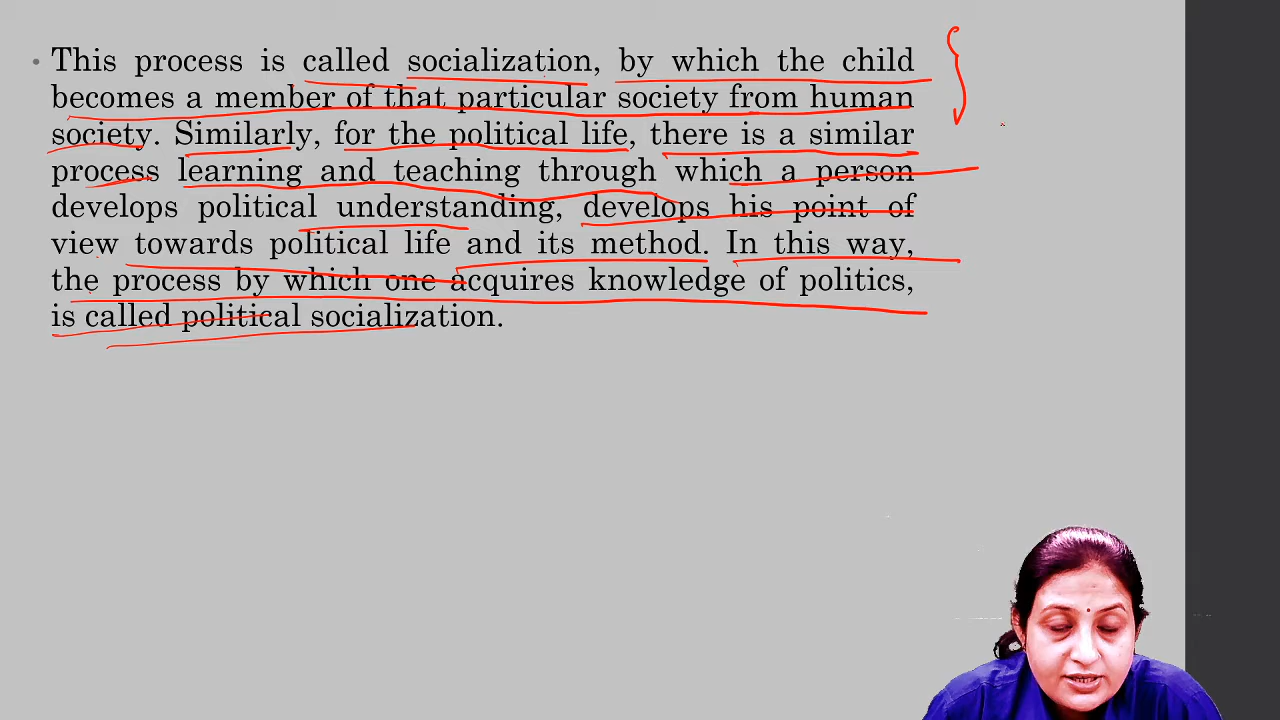 • This process is called socialization, by which the child
becomes a member of that particular society from human
society. Similarly, for the political life, there is a similar
process learning and teaching through which a person
develops political understanding, develops his point of
view towards political life and its method. In this way,
the process by which one acquires knowledge of politics,
is called political socialization.